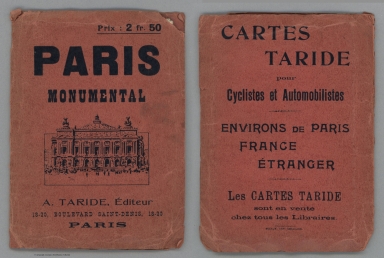 Prix : 2 fr. 50
PARIS
MONUMENTAL
A. TARIDE, Éditeur
18-20, BOULEVARD SAINT-DENIS, 18-20
PARIS
CARTES
TARIDE
pour
Cyclistes et Automobilistes
ENVIRONS DE PARIS
FRANCE
ÉTRANGER
Les CARTES TARIDE
sont en vente
chez tous les Libraires.